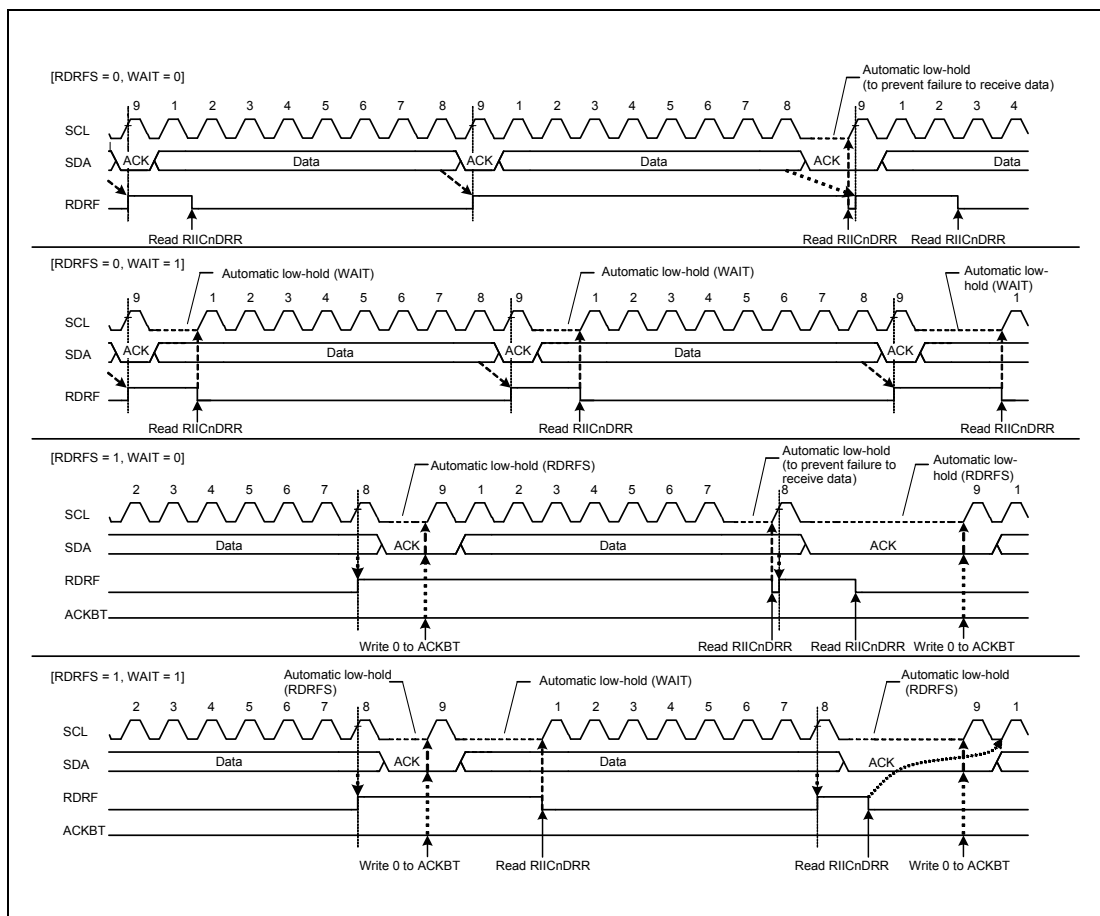 [RDRFS = 0, WAIT = 0]
Automatic low-hold
(to prevent failure to receive data)
9 1 2 3 4 5 6 7 8 9 1 2 3 4 5 6 7 8 9 1 2 3 4
SCL
SDA ACK Data ACK Data ACK Data
RDRF
Read RIICnDRR Read RIICnDRR Read RIICnDRR
[RDRFS = 0, WAIT = 1]
Automatic low-hold (WAIT) Automatic low-hold (WAIT) Automatic low-
hold (WAIT)
9 1 2 3 4 5 6 7 8 9 1 2 3 4 5 6 7 8 9 1
SCL
SDA ACK Data ACK Data ACK
RDRF
Read RIICnDRR Read RIICnDRR Read RIICnDRR
[RDRFS = 1, WAIT = 0]
Automatic low-hold (RDRFS)
Automatic low-hold
(to prevent failure to
receive data)
Automatic low-
hold (RDRFS)
2 3 4 5 6 7 8 9 1 2 3 4 5 6 7 8 9 1
SCL
SDA Data ACK Data ACK
RDRF
ACKBT
Write 0 to ACKBT Read RIICnDRR Read RIICnDRR Write 0 to ACKBT
[RDRFS = 1, WAIT = 1]
Automatic low-hold
(RDRFS)
Automatic low-hold (WAIT)
Automatic low-hold
(RDRFS)
2 3 4 5 6 7 8 9 1 2 3 4 5 6 7 8 9 1
SCL
SDA Data ACK Data ACK
RDRF
ACKBT
Write 0 to ACKBT Read RIICnDRR Read RIICnDRR Write 0 to ACKBT